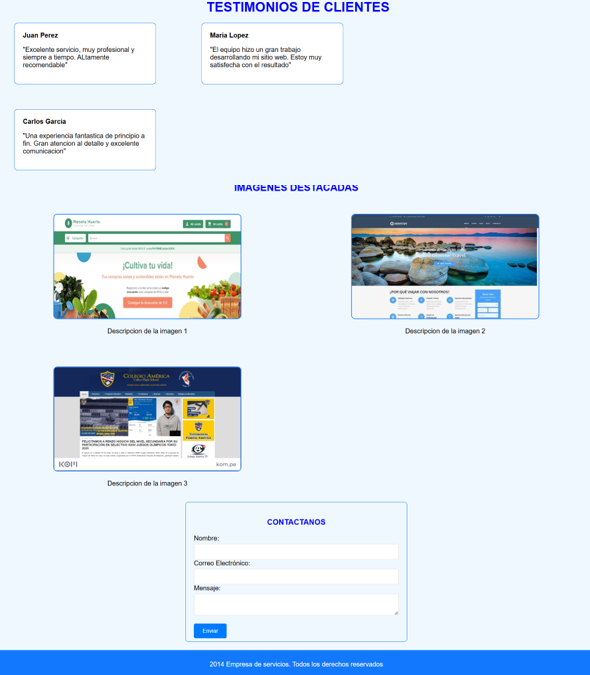 TESTIMONIOS DE CLIENTES
Juan Perez
"Excelente servicio, muy profesional y
siempre a tiempo. ALtamente
recomendable"
Maria Lopez
"El equipo hizo un gran trabajo
desarrollando mi sitio web. Estoy muy
satisfecha con el resultado"
Carlos Garcia
"Una experiencia fantastica de principio a
fin. Gran atencion al detalle y excelente
comunicacion"
IMAGENES DESTACADAS
Planeta Huerto
¡Cultiva tu vida!
Descripcion de la imagen 1
¿POR QUÉ VIAJAR CON NOSOTROS?
Descripcion de la imagen 2
COLEGIO AMÉRICA
KOM
kom.pe
Descripcion de la imagen 3
CONTACTANOS
Nombre:
Correo Electrónico:
Mensaje:
Enviar
2014 Empresa de servicios. Todos los derechos reservados